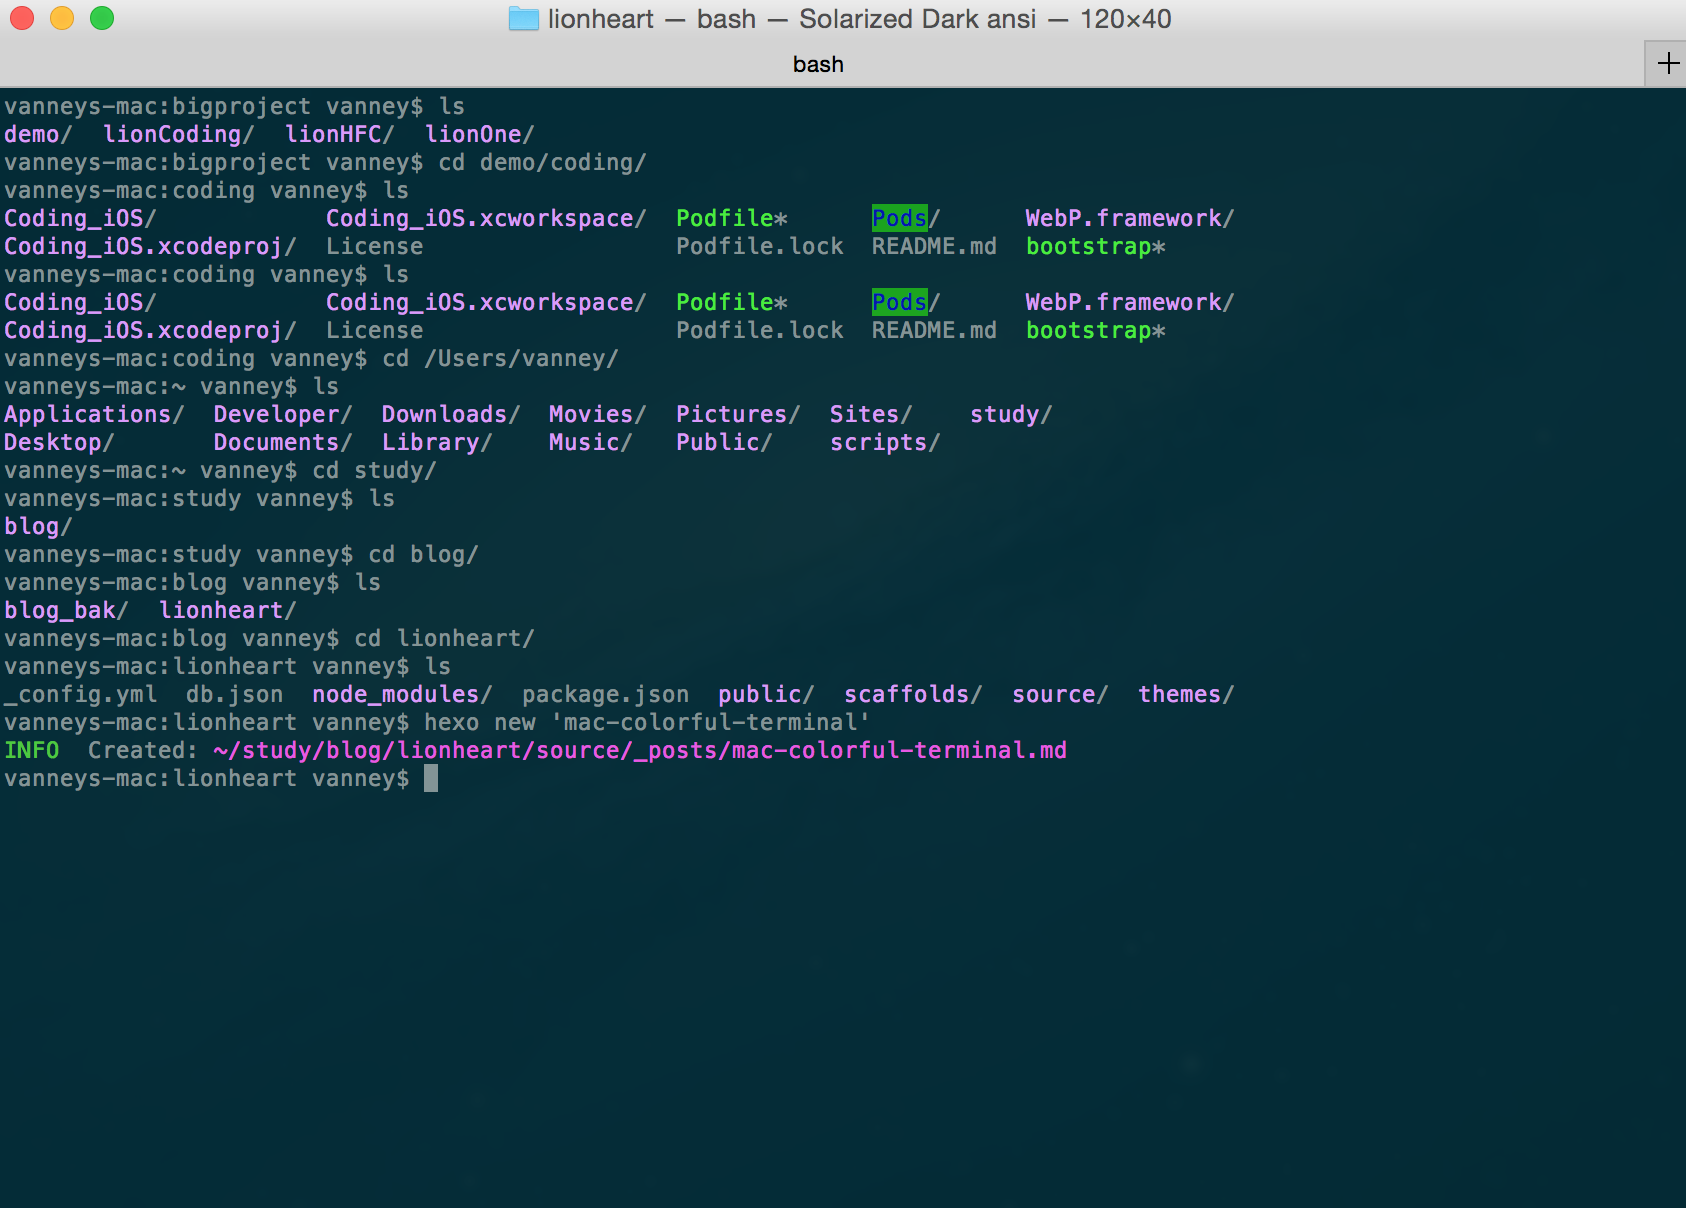 lionheart — bash — Solarized Dark ansi — 120×40
bash
vanneys-mac:bigproject vanney$ ls
demo/  lionCoding/  lionHFC/  lionOne/
vanneys-mac:bigproject vanney$ cd demo/coding/
vanneys-mac:coding vanney$ ls
Coding_iOS/            Coding_iOS.xcworkspace/  Podfile*      Pods/      WebP.framework/
Coding_iOS.xcodeproj/  License                  Podfile.lock  README.md  bootstrap*
vanneys-mac:coding vanney$ ls
Coding_iOS/            Coding_iOS.xcworkspace/  Podfile*      Pods/      WebP.framework/
Coding_iOS.xcodeproj/  License                  Podfile.lock  README.md  bootstrap*
vanneys-mac:coding vanney$ cd /Users/vanney/
vanneys-mac:~ vanney$ ls
Applications/  Developer/  Downloads/  Movies/  Pictures/  Sites/    study/
Desktop/       Documents/  Library/    Music/   Public/    scripts/
vanneys-mac:~ vanney$ cd study/
vanneys-mac:study vanney$ ls
blog/
vanneys-mac:study vanney$ cd blog/
vanneys-mac:blog vanney$ ls
blog_bak/  lionheart/
vanneys-mac:blog vanney$ cd lionheart/
vanneys-mac:lionheart vanney$ ls
_config.yml  db.json  node_modules/  package.json  public/  scaffolds/  source/  themes/
vanneys-mac:lionheart vanney$ hexo new 'mac-colorful-terminal'
INFO  Created: ~/study/blog/lionheart/source/_posts/mac-colorful-terminal.md
vanneys-mac:lionheart vanney$